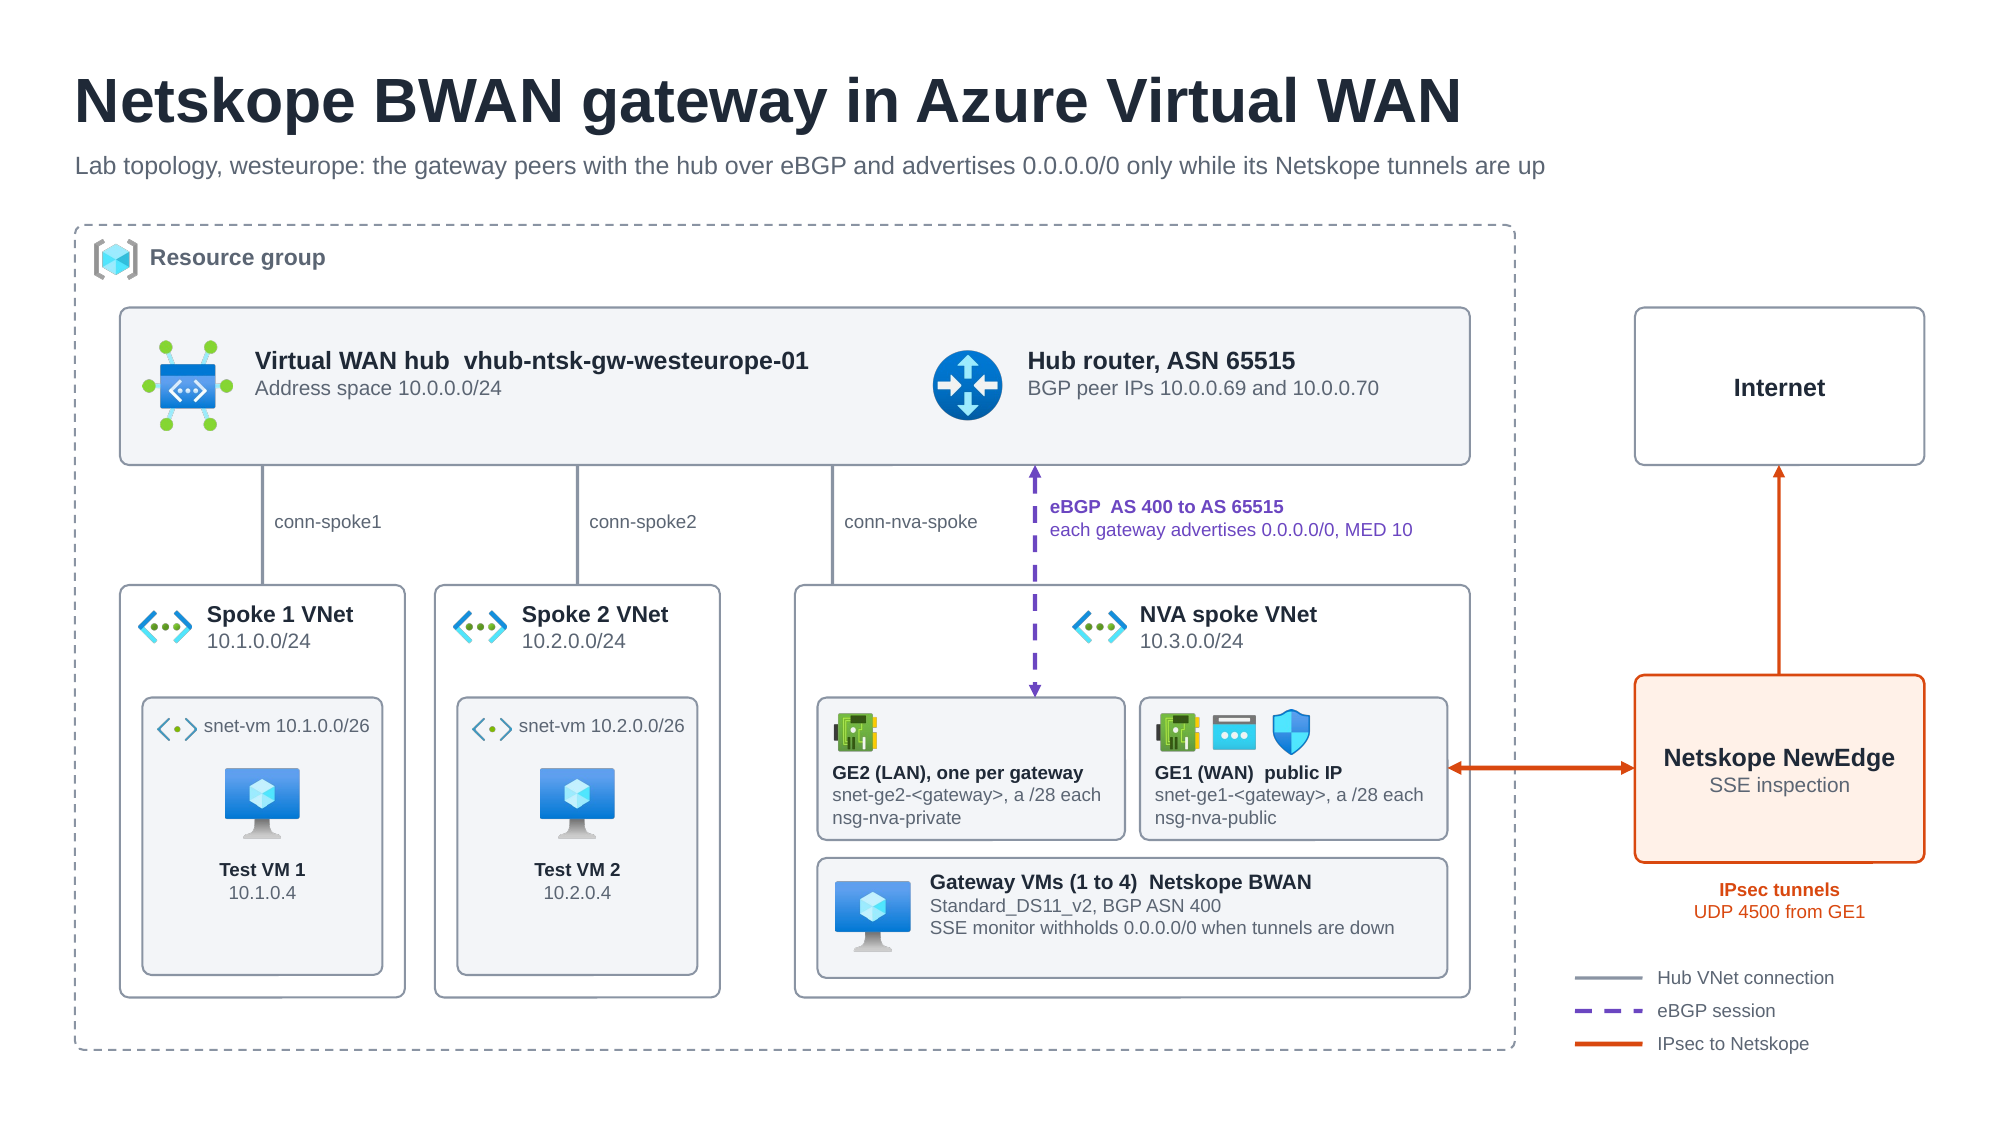 Netskope BWAN gateway in Azure Virtual WAN
Lab topology, westeurope: the gateway peers with the hub over eBGP and advertises 0.0.0.0/0 only while its Netskope tunnels are up
Resource group
Virtual WAN hub  vhub-ntsk-gw-westeurope-01
Address space 10.0.0.0/24
Hub router, ASN 65515
BGP peer IPs 10.0.0.69 and 10.0.0.70
Internet
conn-spoke1
conn-spoke2
conn-nva-spoke
eBGP  AS 400 to AS 65515
each gateway advertises 0.0.0.0/0, MED 10
Spoke 1 VNet
10.1.0.0/24
snet-vm 10.1.0.0/26
Test VM 1
10.1.0.4
Spoke 2 VNet
10.2.0.0/24
snet-vm 10.2.0.0/26
Test VM 2
10.2.0.4
NVA spoke VNet
10.3.0.0/24
GE2 (LAN), one per gateway
snet-ge2-<gateway>, a /28 each
nsg-nva-private
GE1 (WAN)  public IP
snet-ge1-<gateway>, a /28 each
nsg-nva-public
Gateway VMs (1 to 4)  Netskope BWAN
Standard_DS11_v2, BGP ASN 400
SSE monitor withholds 0.0.0.0/0 when tunnels are down
Netskope NewEdge
SSE inspection
IPsec tunnels
UDP 4500 from GE1
Hub VNet connection
eBGP session
IPsec to Netskope